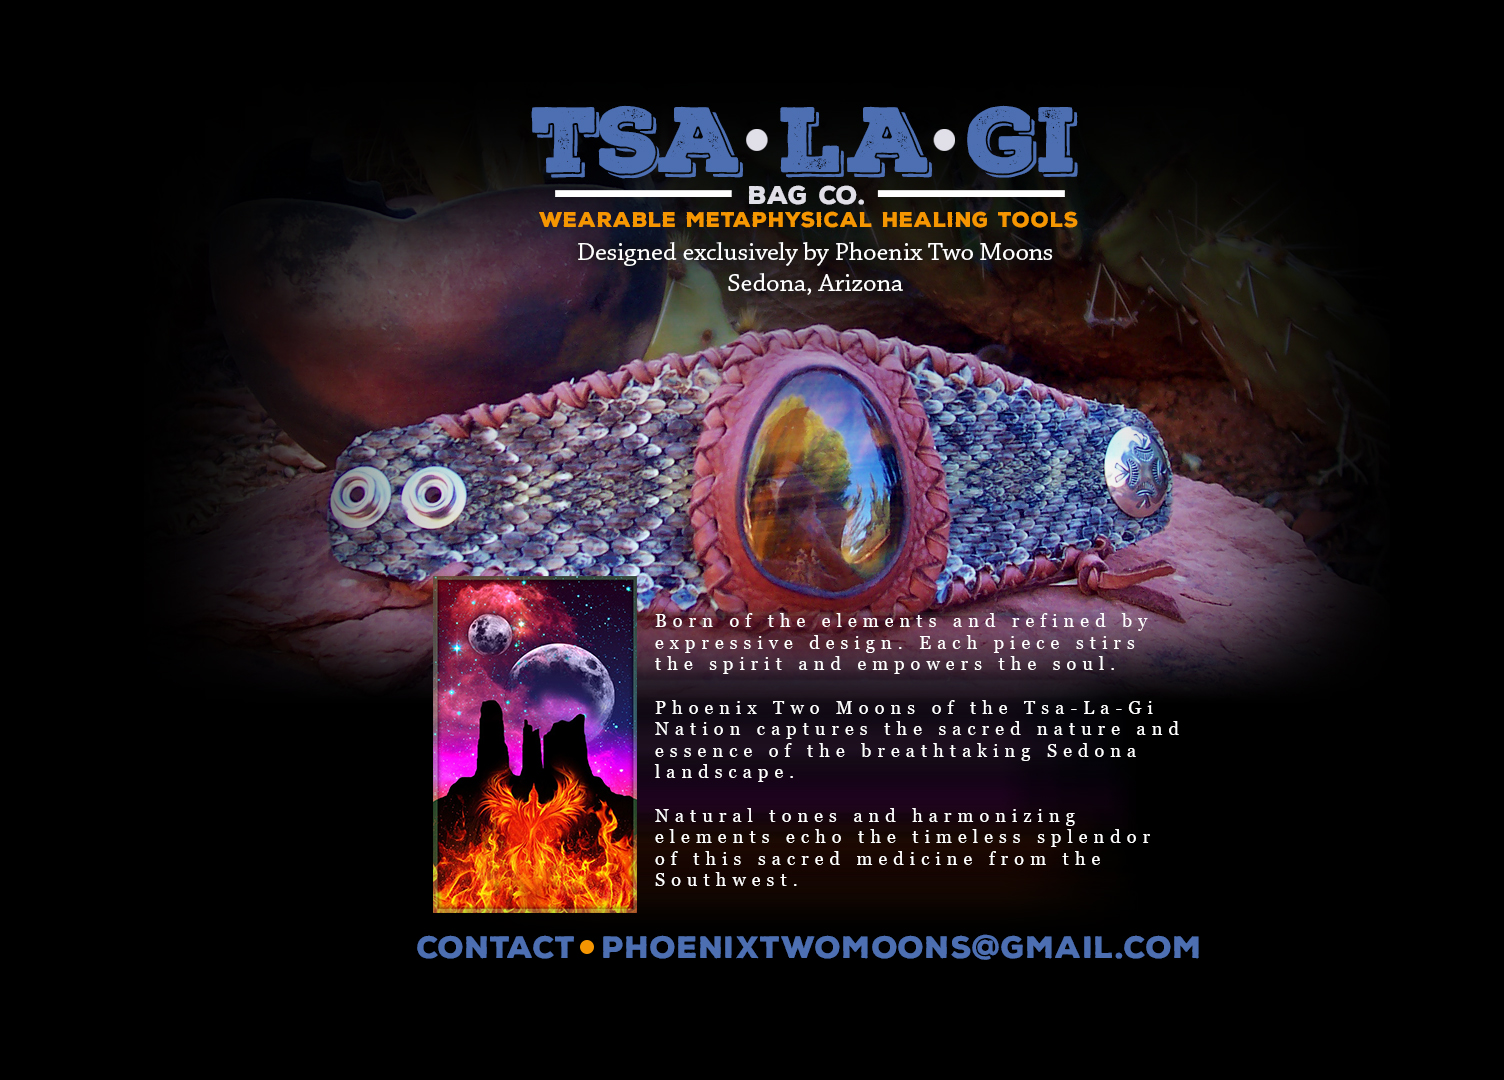 TSA•LA•GI
BAG CO.
WEARABLE METAPHYSICAL HEALING TOOLS
Designed exclusively by Phoenix Two Moons
Sedona, Arizona
Born of the elements and refined by
expressive design. Each piece stirs
the spirit and empowers the soul.
Phoenix Two Moons of the Tsa-La-Gi
Nation captures the sacred nature and
essence of the breathtaking Sedona
landscape.
Natural tones and harmonizing
elements echo the timeless splendor
of this sacred medicine from the
Southwest.
CONTACT•PHOENIXTWOMOONS@GMAIL.COM